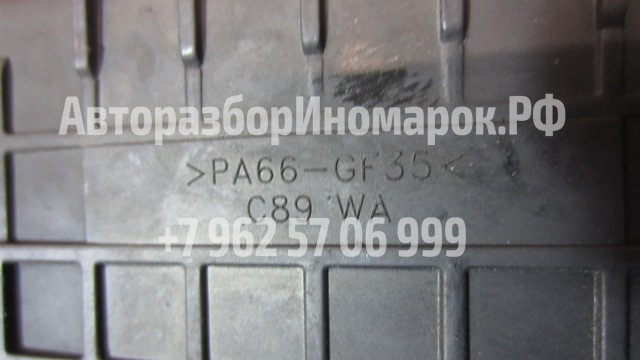 АвторазборИномарок.РФ
>PA66-GF35<
C89 WA
+7 962 57 06 999